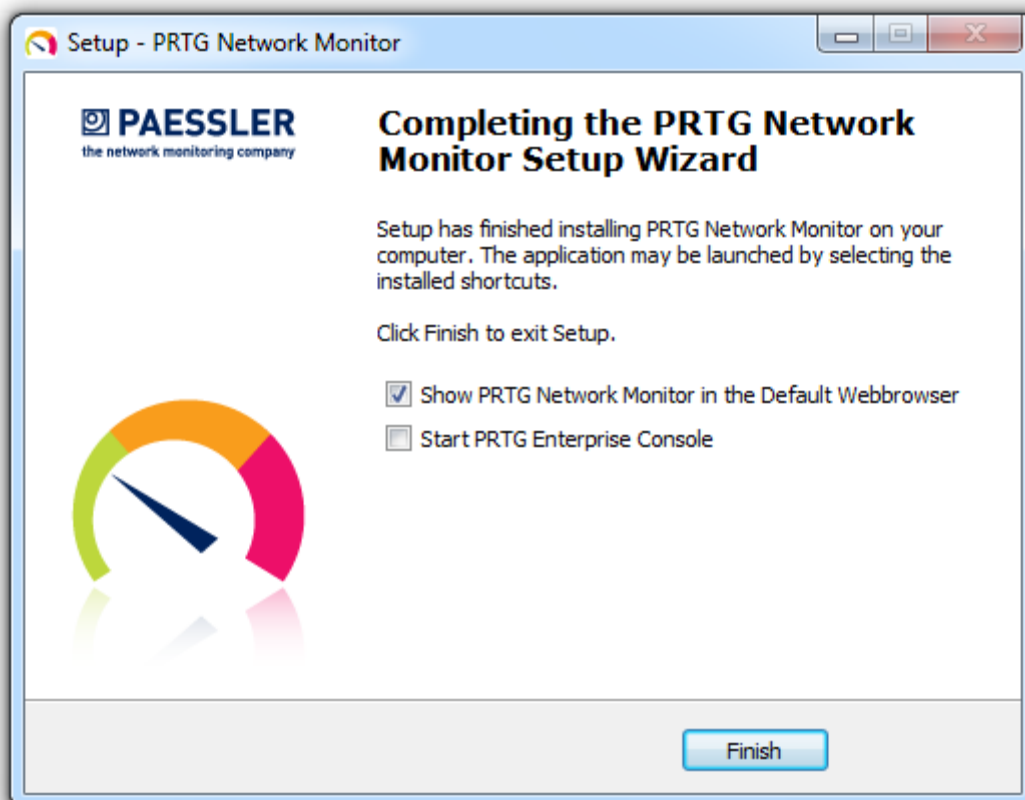 Setup - PRTG Network Monitor
PAESSLER
the network monitoring company
Completing the PRTG Network
Monitor Setup Wizard
Setup has finished installing PRTG Network Monitor on your
computer. The application may be launched by selecting the
installed shortcuts.
Click Finish to exit Setup.
Show PRTG Network Monitor in the Default Webbrowser
Start PRTG Enterprise Console
Finish